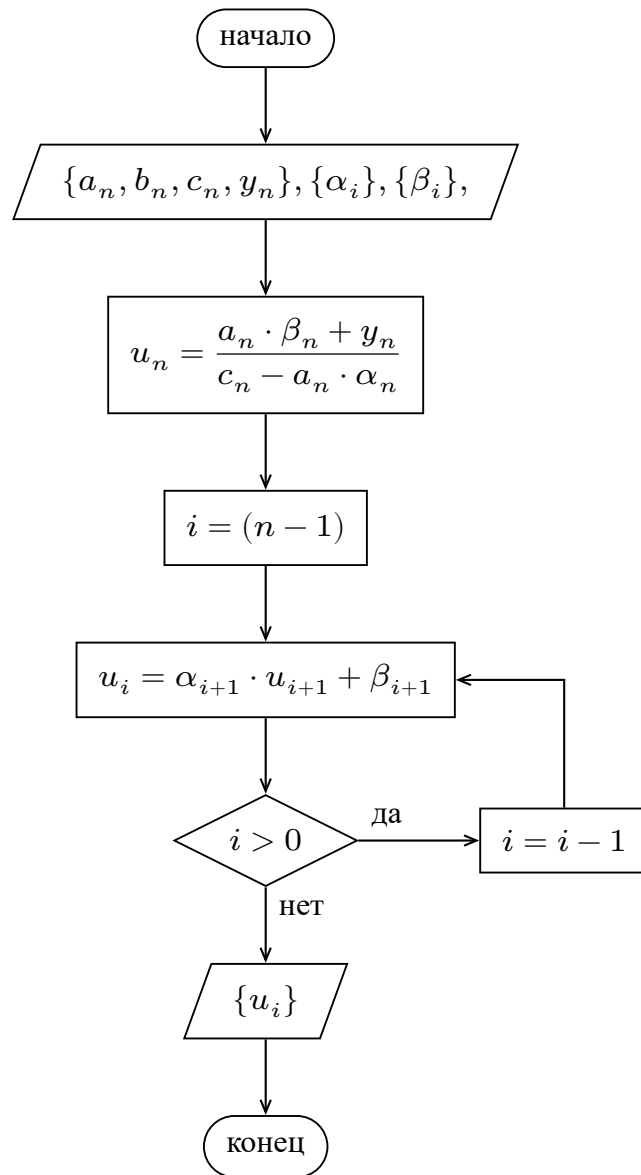 начало
{a_n, b_n, c_n, y_n}, {α_i}, {β_i},
u_n = \frac{a_n · β_n + y_n}{c_n − a_n · α_n}
i = (n − 1)
u_i = α_{i+1} · u_{i+1} + β_{i+1}
i > 0
да
i = i − 1
нет
{u_i}
конец